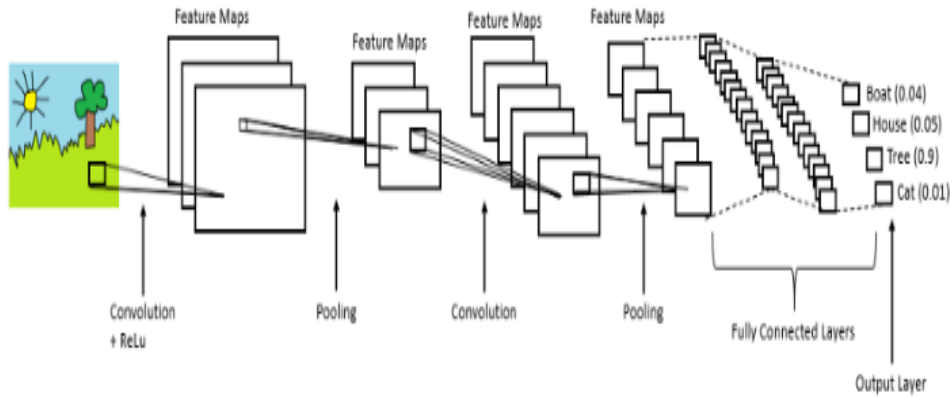 Feature Maps
Feature Maps
Feature Maps
Feature Maps
Boat (0.04)
House (0.05)
Tree (0.9)
Cat (0.01)
Convolution
+ ReLu
Pooling
Convolution
Pooling
Fully Connected Layers
Output Layer